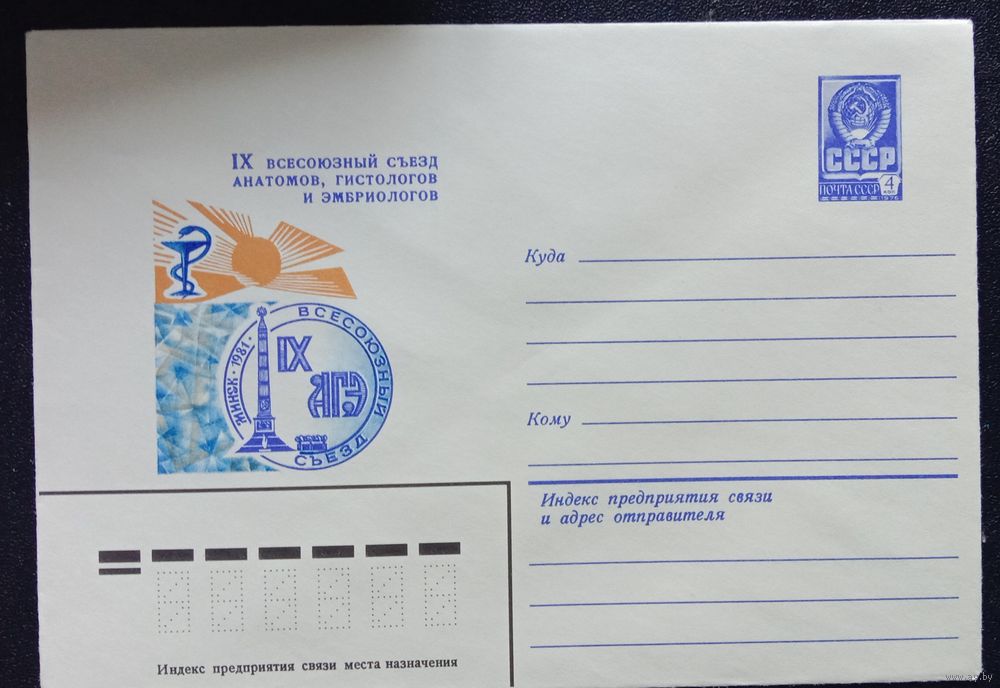 IX ВСЕСОЮЗНЫЙ СЪЕЗД
АНАТОМОВ, ГИСТОЛОГОВ
И ЭМБРИОЛОГОВ
МИНСК · 1981 · ВСЕСОЮЗНЫЙ СЪЕЗД
IX
АГЭ
СССР
ПОЧТА СССР 4 КОП
1976
Куда
Кому
Индекс предприятия связи
и адрес отправителя
Индекс предприятия связи места назначения